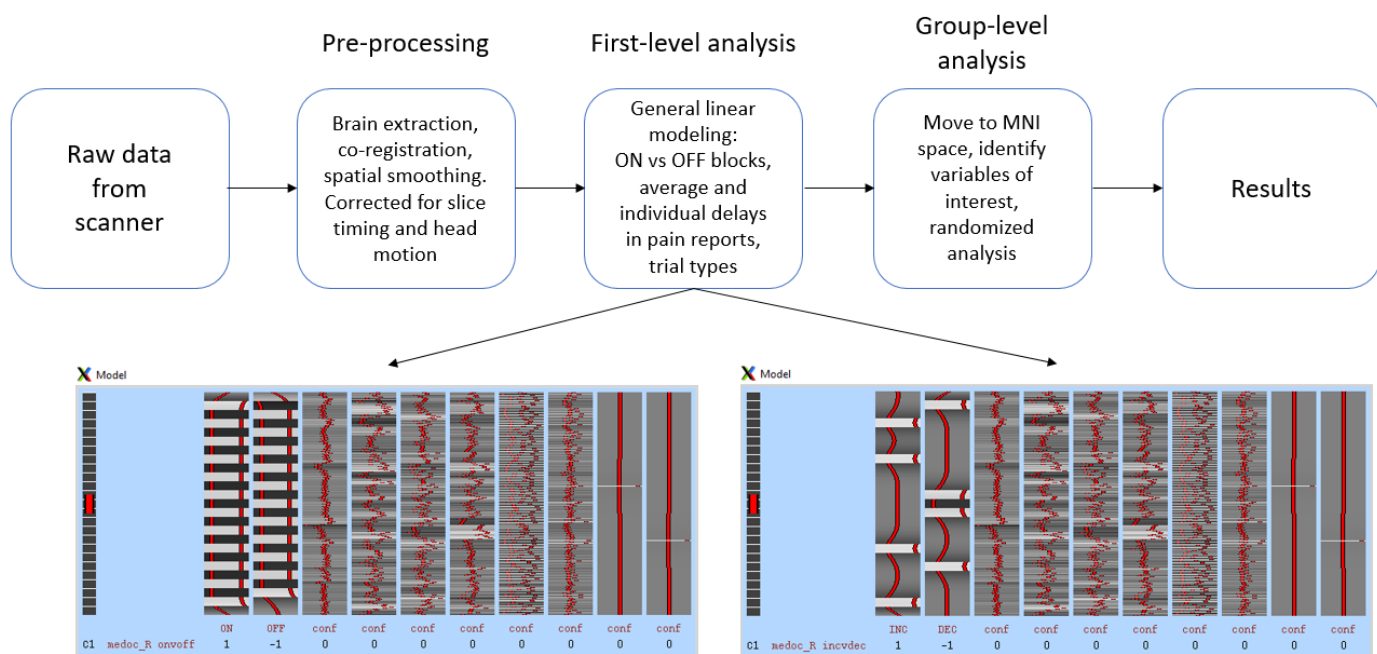 Pre-processing
First-level analysis
Group-level
analysis
Raw data
from
scanner
Brain extraction,
co-registration,
spatial smoothing.
Corrected for slice
timing and head
motion
General linear
modeling:
ON vs OFF blocks,
average and
individual delays
in pain reports,
trial types
Move to MNI
space, identify
variables of
interest,
randomized
analysis
Results
Model
ON OFF conf conf conf conf conf conf conf conf
C1 medoc_R onvoff 1 -1 0 0 0 0 0 0 0 0
Model
INC DEC conf conf conf conf conf conf conf conf
C1 medoc_R incvdec 1 -1 0 0 0 0 0 0 0 0